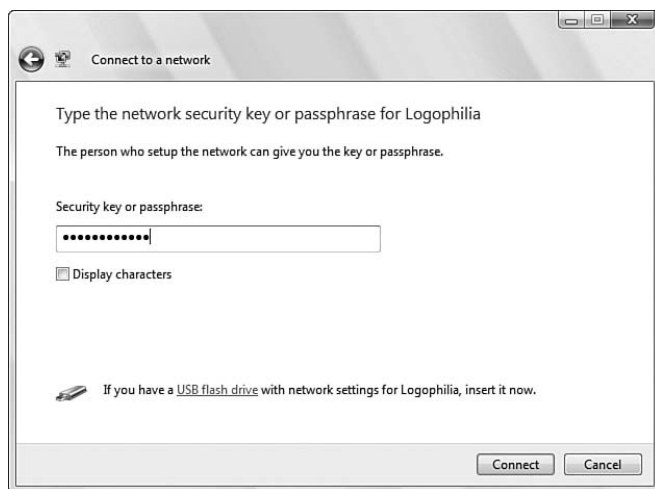 Connect to a network
Type the network security key or passphrase for Logophilia
The person who setup the network can give you the key or passphrase.
Security key or passphrase:
••••••••••••
Display characters
If you have a USB flash drive with network settings for Logophilia, insert it now.
Connect Cancel